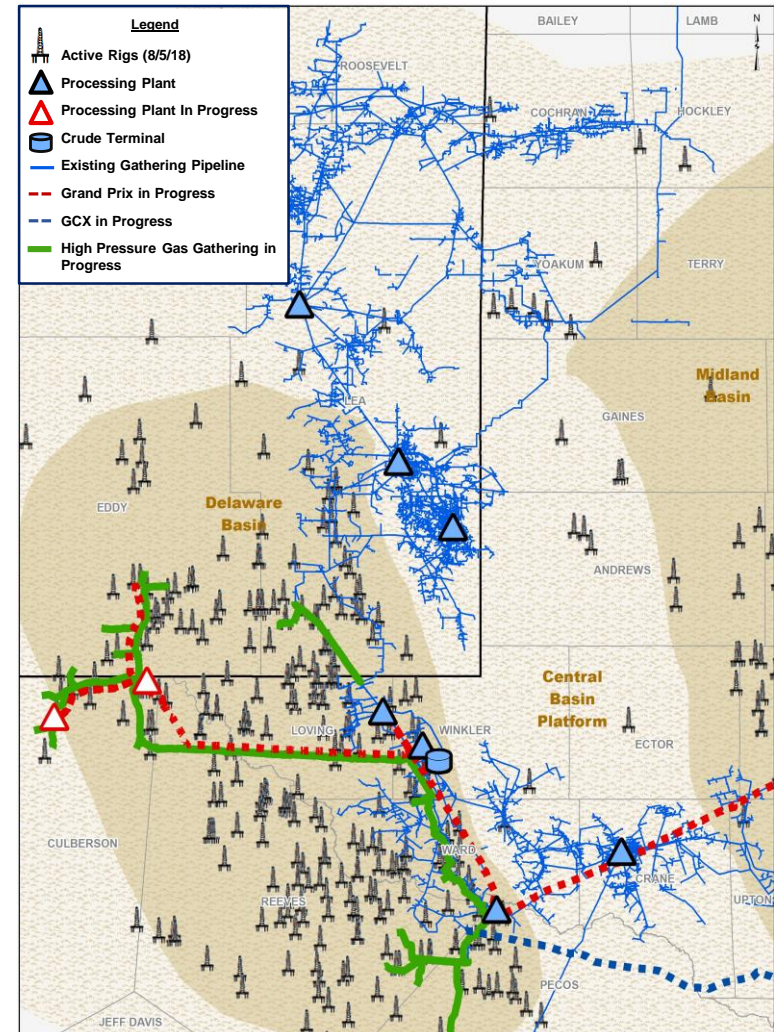 Legend
Active Rigs (8/5/18)
Processing Plant
Processing Plant In Progress
Crude Terminal
Existing Gathering Pipeline
Grand Prix in Progress
GCX in Progress
High Pressure Gas Gathering in
Progress
BAILEY
LAMB
N
ROOSEVELT
COCHRAN
HOCKLEY
YOAKUM
TERRY
Midland
Basin
LEA
GAINES
EDDY
Delaware
Basin
ANDREWS
Central
Basin
Platform
LOVING
WINKLER
ECTOR
CULBERSON
WARD
CRANE
REEVES
UPTON
PECOS
JEFF DAVIS